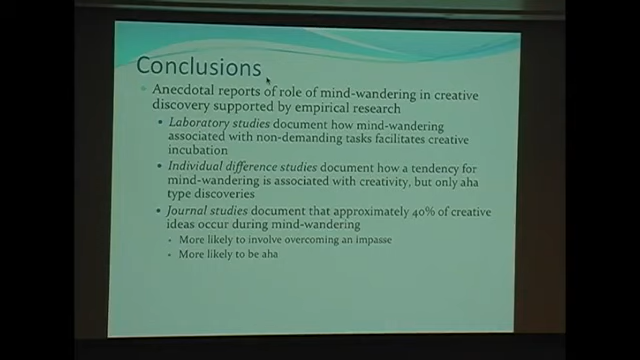 Conclusions
Anecdotal reports of role of mind-wandering in creative
discovery supported by empirical research
• Laboratory studies document how mind-wandering
associated with non-demanding tasks facilitates creative
incubation
• Individual difference studies document how a tendency for
mind-wandering is associated with creativity, but only aha
type discoveries
• Journal studies document that approximately 40% of creative
ideas occur during mind-wandering
• More likely to involve overcoming an impasse
• More likely to be aha